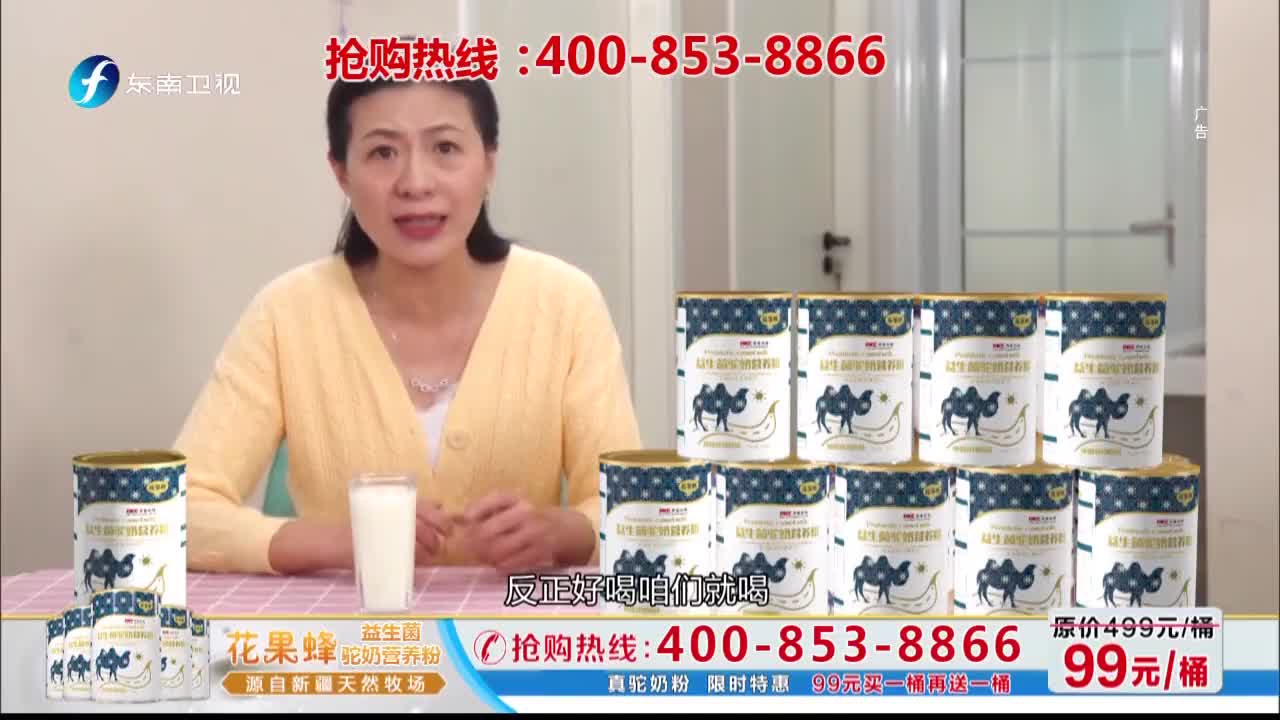 抢购热线:400-853-8866
东南卫视
广告
Probiotic camel milk
益生菌驼奶营养粉
反正好喝咱们就喝
花果蜂
益生菌
驼奶营养粉
源自新疆天然牧场
抢购热线:400-853-8866
真驼奶粉 限时特惠 99元买一桶再送一桶
原价499元/桶
99元/桶